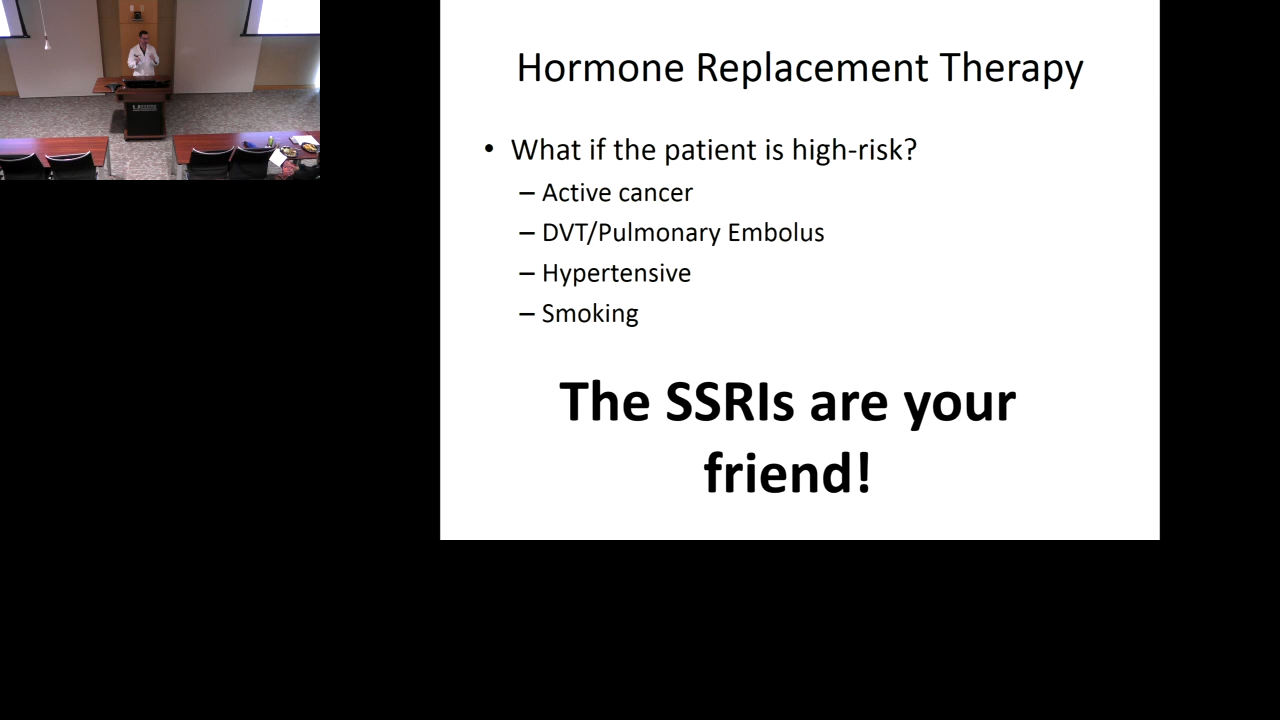 Hormone Replacement Therapy
• What if the patient is high-risk?
– Active cancer
– DVT/Pulmonary Embolus
– Hypertensive
– Smoking
The SSRIs are your
friend!